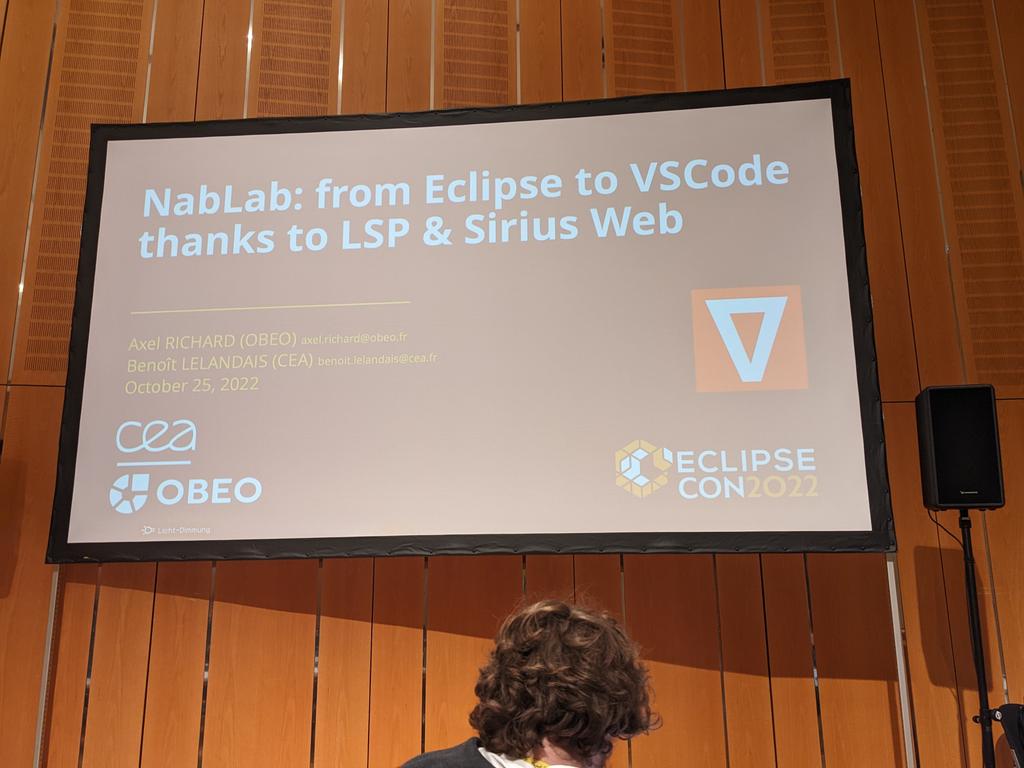 NabLab: from Eclipse to VSCode
thanks to LSP & Sirius Web
Axel RICHARD (OBEO) axel.richard@obeo.fr
Benoît LELANDAIS (CEA) benoit.lelandais@cea.fr
October 25, 2022
cea
OBEO
ECLIPSE
CON2022
Licht-Dimmung